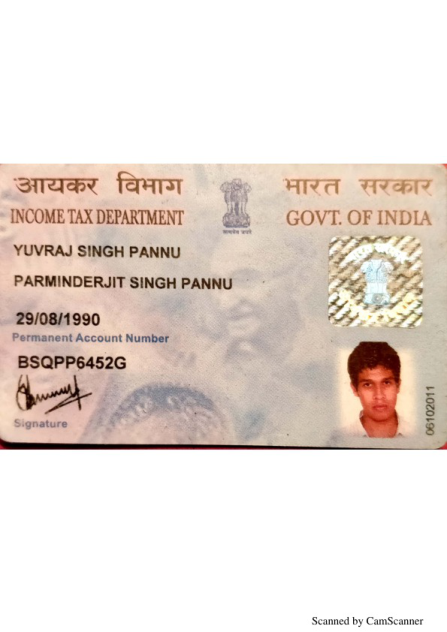 आयकर विभाग
भारत सरकार
INCOME TAX DEPARTMENT
GOVT. OF INDIA
सत्यमेव जयते
YUVRAJ SINGH PANNU
PARMINDERJIT SINGH PANNU
29/08/1990
Permanent Account Number
BSQPP6452G
Signature
06102011
Scanned by CamScanner